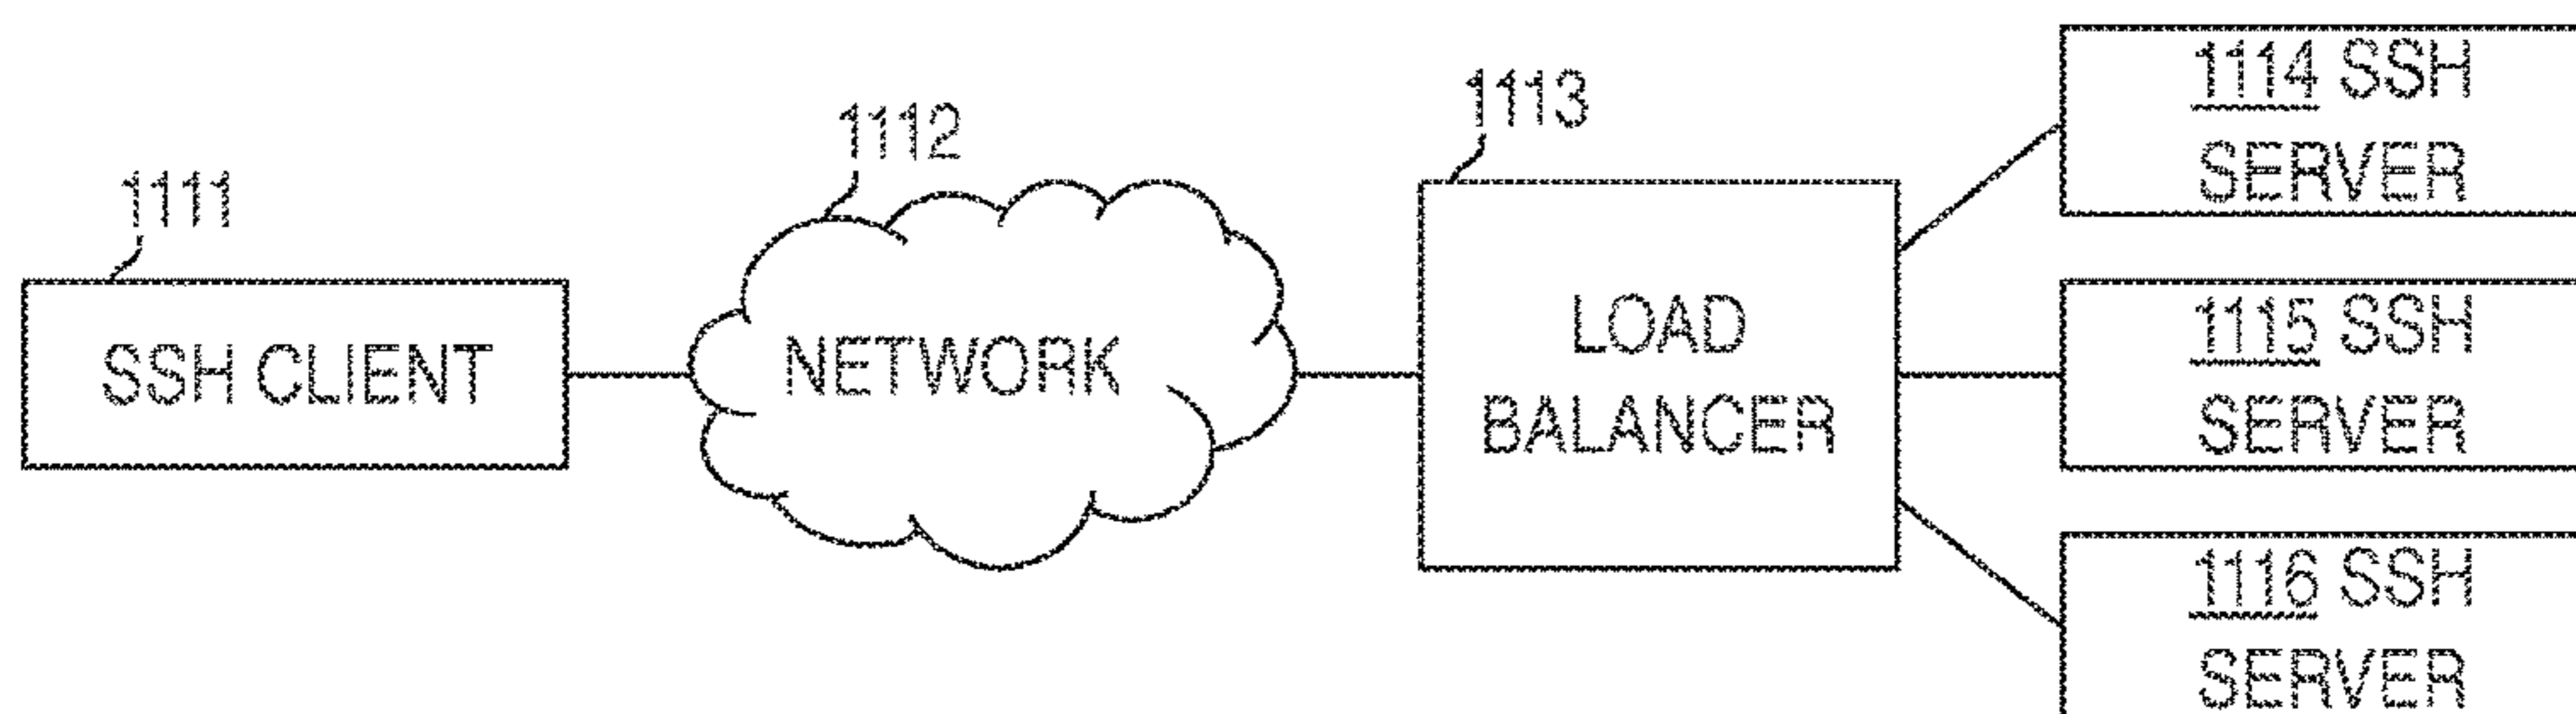 1111
SSH CLIENT
1112
NETWORK
1113
LOAD
BALANCER
1114 SSH
SERVER
1115 SSH
SERVER
1116 SSH
SERVER